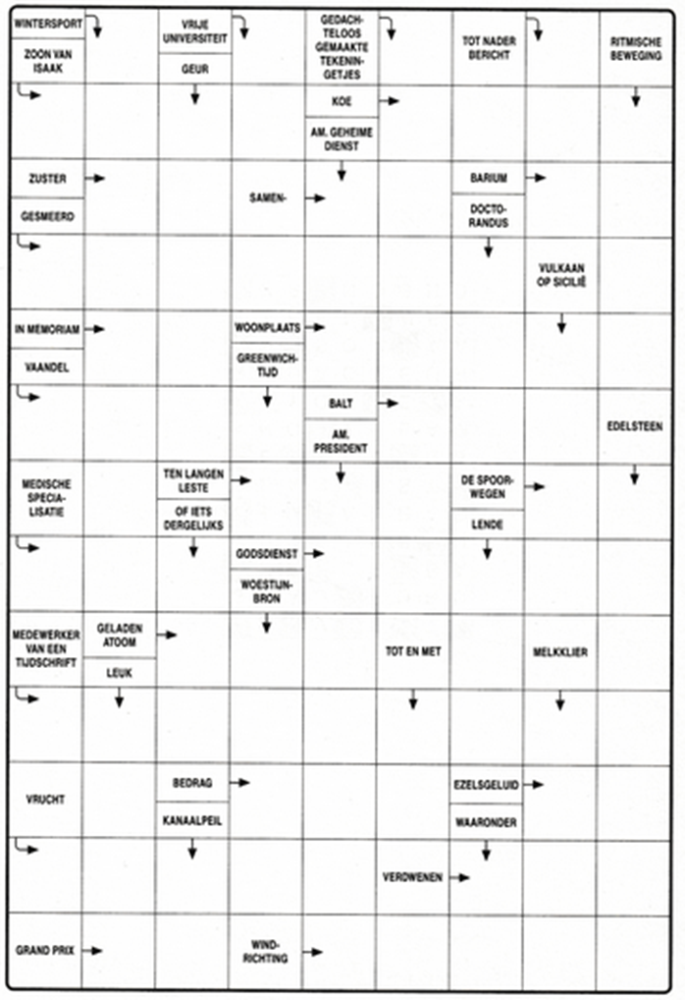 WINTERSPORT
ZOON VAN
ISAAK
VRIJE
UNIVERSITEIT
GEUR
GEDACH-
TELOOS
GEMAAKTE
TEKENIN-
GETJES
TOT NADER
BERICHT
RITMISCHE
BEWEGING
KOE
AM. GEHEIME
DIENST
ZUSTER
GESMEERD
SAMEN-
BARIUM
DOCTO-
RANDUS
VULKAAN
OP SICILIË
IN MEMORIAM
VAANDEL
WOONPLAATS
GREENWICH-
TIJD
BALT
AM.
PRESIDENT
EDELSTEEN
MEDISCHE
SPECIA-
LISATIE
TEN LANGEN
LESTE
OF IETS
DERGELIJKS
DE SPOOR-
WEGEN
LENDE
GODSDIENST
WOESTIJN-
BRON
MEDEWERKER
VAN EEN
TIJDSCHRIFT
GELADEN
ATOOM
LEUK
TOT EN MET
MELKKLIER
VRUCHT
BEDRAG
KANAALPEIL
EZELSGELUID
WAARONDER
VERDWENEN
GRAND PRIX
WIND-
RICHTING